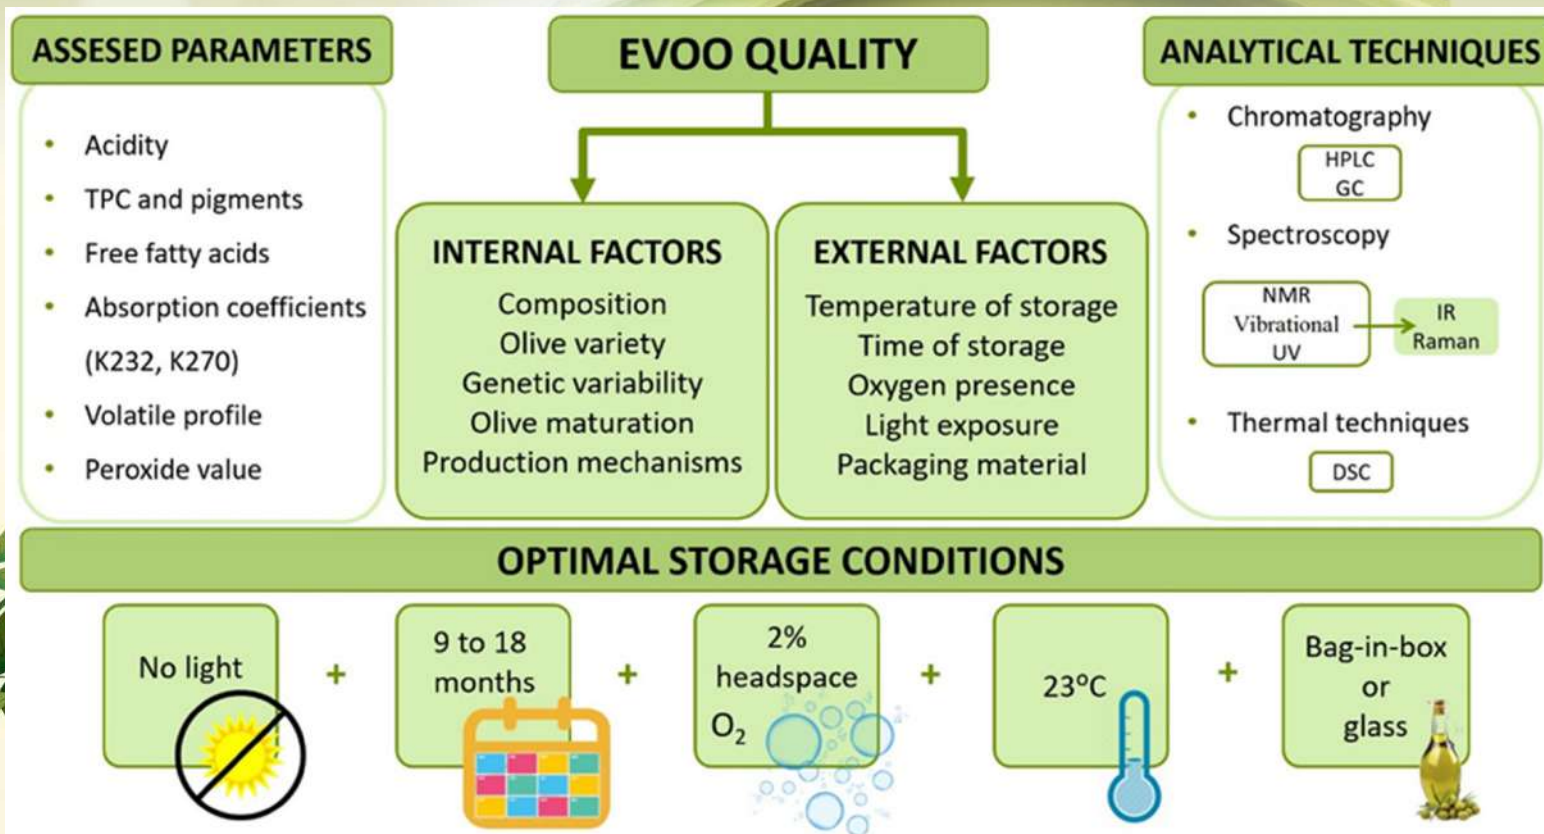 ASSESED PARAMETERS
• Acidity
• TPC and pigments
• Free fatty acids
• Absorption coefficients
(K232, K270)
• Volatile profile
• Peroxide value
EVOO QUALITY
INTERNAL FACTORS
Composition
Olive variety
Genetic variability
Olive maturation
Production mechanisms
EXTERNAL FACTORS
Temperature of storage
Time of storage
Oxygen presence
Light exposure
Packaging material
ANALYTICAL TECHNIQUES
• Chromatography
HPLC
GC
• Spectroscopy
NMR
Vibrational
UV
IR
Raman
• Thermal techniques
DSC
OPTIMAL STORAGE CONDITIONS
No light
+
9 to 18
months
+
2%
headspace
O₂
+
23ºC
+
Bag-in-box
or
glass